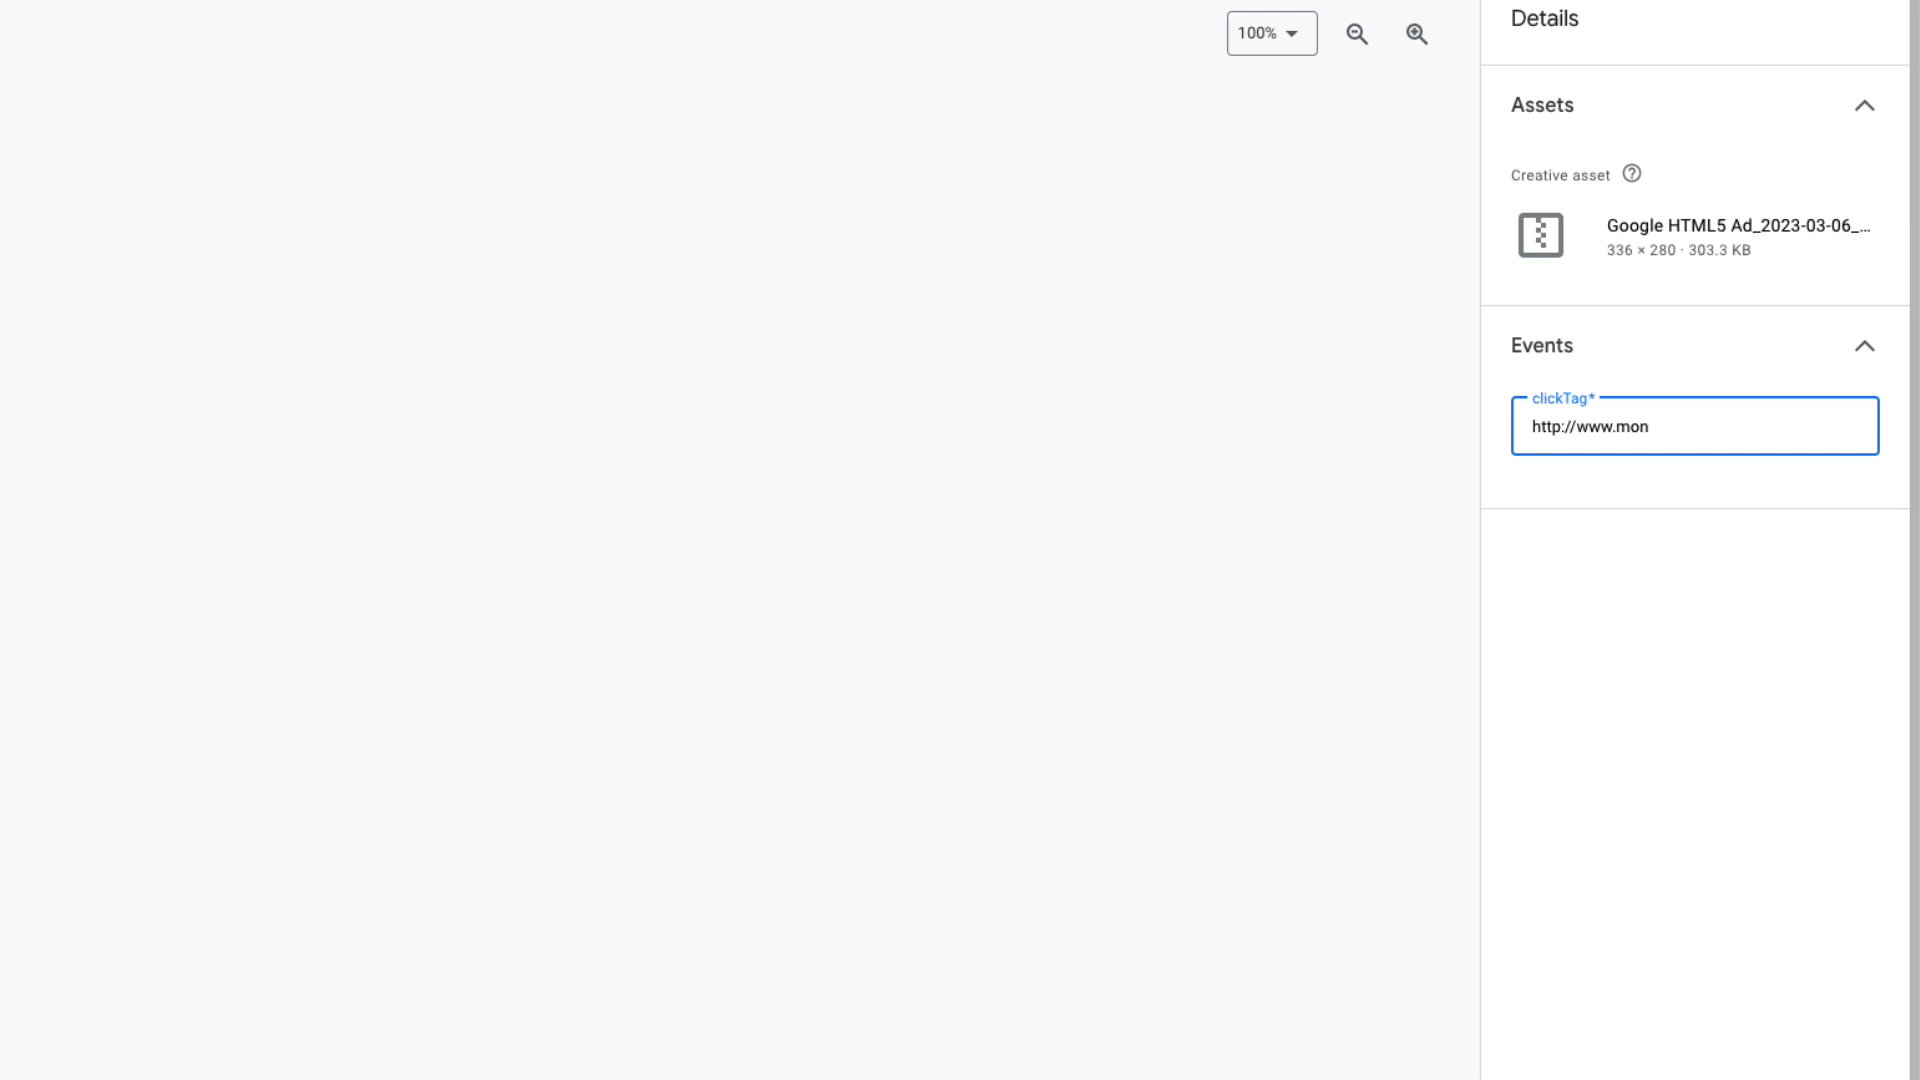 100%
Details
Assets
Creative asset
Google HTML5 Ad_2023-03-06_...
336 × 280 · 303.3 KB
Events
clickTag*
http://www.mon